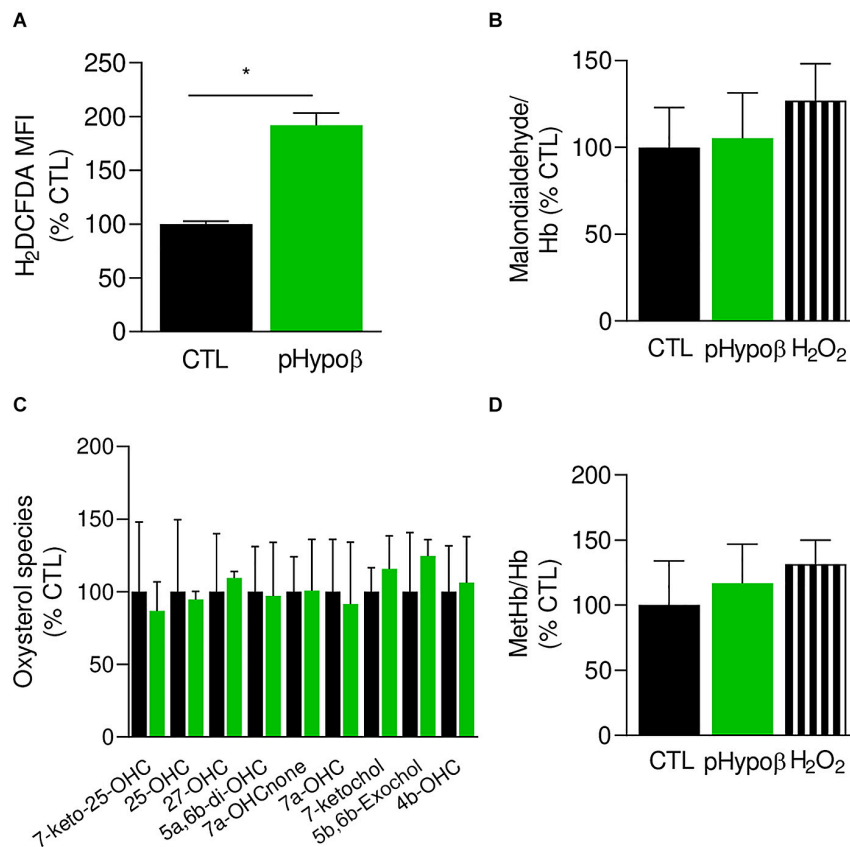 A
H₂DCFDA MFI
(% CTL)
250
200
150
100
50
0
*
CTL pHypoβ
B
Malondialdehyde/
Hb (% CTL)
150
100
50
0
CTL pHypoβ H₂O₂
C
Oxysterol species
(% CTL)
200
150
100
50
0
7-keto-25-OHC
25-OHC
27-OHC
5a,6b-di-OHC
7a-OHCnone
7a-OHC
7-ketochol
5b,6b-Exochol
4b-OHC
D
MetHb/Hb
(% CTL)
200
150
100
50
0
CTL pHypoβ H₂O₂